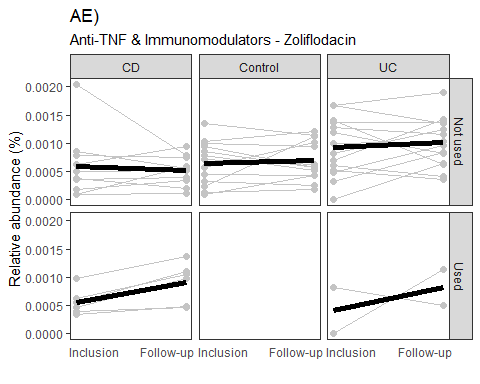 AE)
Anti-TNF & Immunomodulators - Zoliflodacin
CD Control UC
Relative abundance (%)
0.0020
0.0015
0.0010
0.0005
0.0000
Not used
0.0020
0.0015
0.0010
0.0005
0.0000
Used
Inclusion Follow-up Inclusion Follow-up Inclusion Follow-up